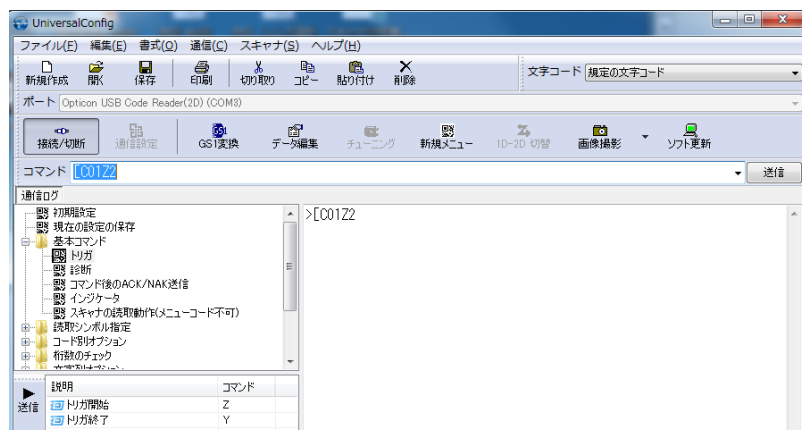 UniversalConfig
ファイル(F) 編集(E) 書式(O) 通信(C) スキャナ(S) ヘルプ(H)
新規作成 開く 保存 印刷 切り取り コピー 貼り付け 削除 文字コード 規定の文字コード
ポート Opticon USB Code Reader(2D) (COM3)
接続/切断 通信設定 GS1変換 データ編集 チューニング 新規メニュー 1D-2D 切替 画像撮影 ソフト更新
コマンド [C01Z2 送信
通信ログ
初期設定
現在の設定の保存
基本コマンド
トリガ
診断
コマンド後のACK/NAK送信
インジケータ
スキャナの読取動作(メニューコード不可)
読取シンボル指定
コード別オプション
桁数のチェック
>[C01Z2
送信
説明 コマンド
トリガ開始 Z
トリガ終了 Y